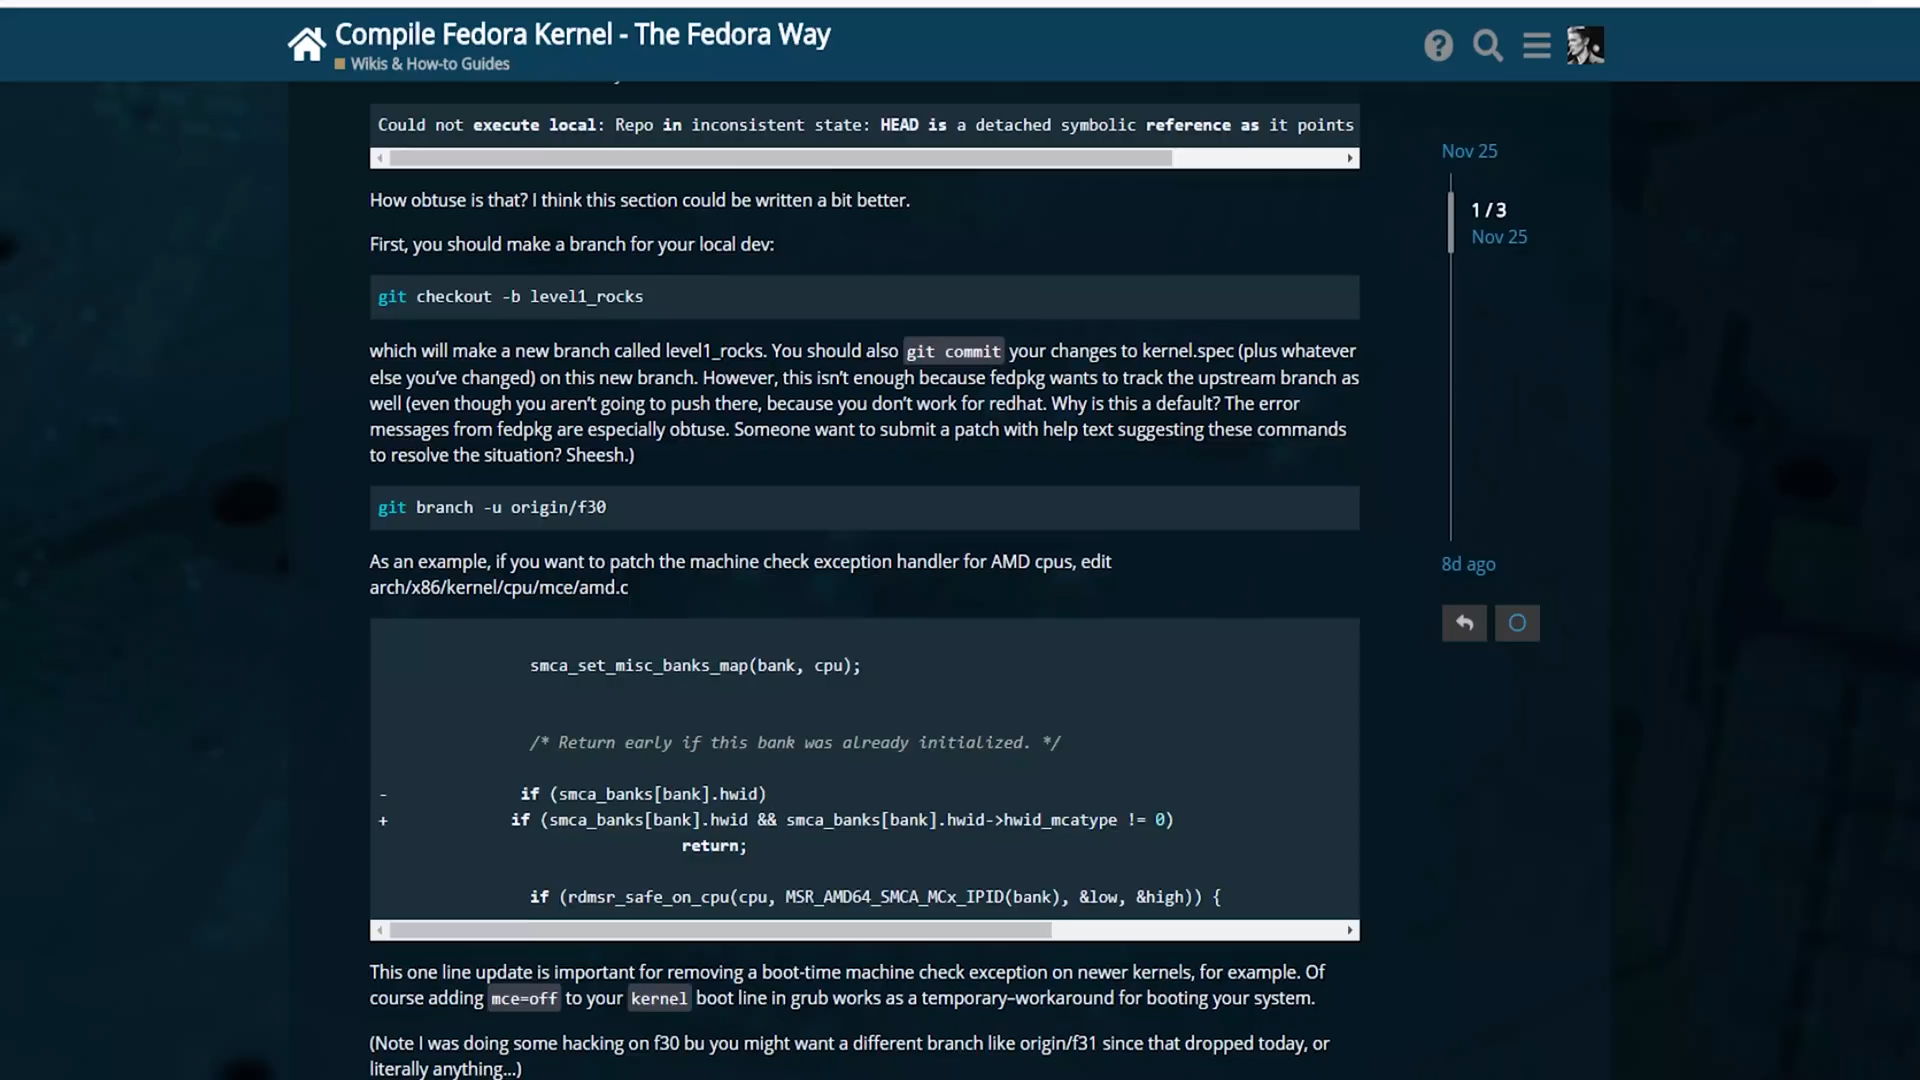 Compile Fedora Kernel - The Fedora Way
Wikis & How-to Guides
Could not execute local: Repo in inconsistent state: HEAD is a detached symbolic reference as it points
How obtuse is that? I think this section could be written a bit better.
First, you should make a branch for your local dev:
git checkout -b level1_rocks
which will make a new branch called level1_rocks. You should also git commit your changes to kernel.spec (plus whatever
else you've changed) on this new branch. However, this isn't enough because fedpkg wants to track the upstream branch as
well (even though you aren't going to push there, because you don't work for redhat. Why is this a default? The error
messages from fedpkg are especially obtuse. Someone want to submit a patch with help text suggesting these commands
to resolve the situation? Sheesh.)
git branch -u origin/f30
As an example, if you want to patch the machine check exception handler for AMD cpus, edit
arch/x86/kernel/cpu/mce/amd.c
smca_set_misc_banks_map(bank, cpu);
/* Return early if this bank was already initialized. */
- if (smca_banks[bank].hwid)
+ if (smca_banks[bank].hwid && smca_banks[bank].hwid->hwid_mcatype != 0)
return;
if (rdmsr_safe_on_cpu(cpu, MSR_AMD64_SMCA_MCx_IPID(bank), &low, &high)) {
This one line update is important for removing a boot-time machine check exception on newer kernels, for example. Of
course adding mce=off to your kernel boot line in grub works as a temporary–workaround for booting your system.
(Note I was doing some hacking on f30 bu you might want a different branch like origin/f31 since that dropped today, or
literally anything...)
Nov 25
1 / 3
Nov 25
8d ago